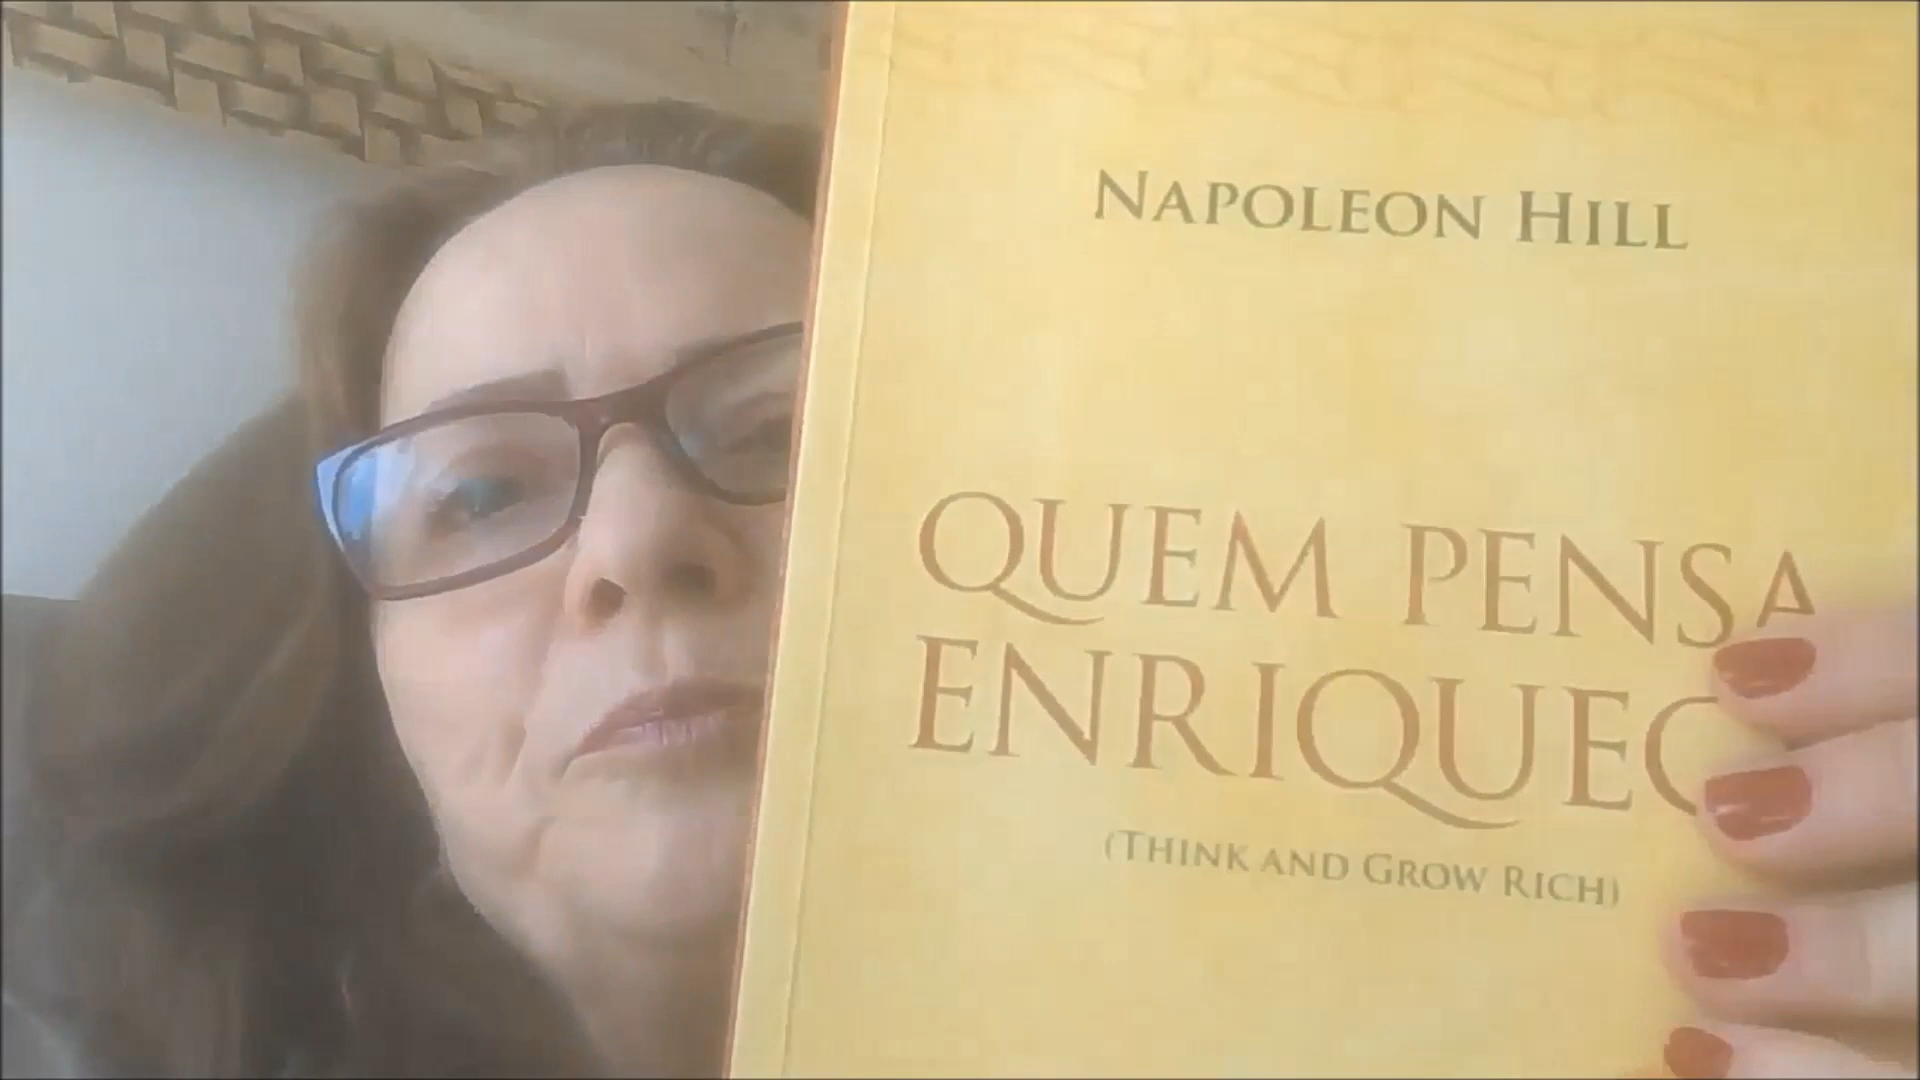 NAPOLEON HILL
QUEM PENSA
ENRIQUEC
(THINK AND GROW RICH)